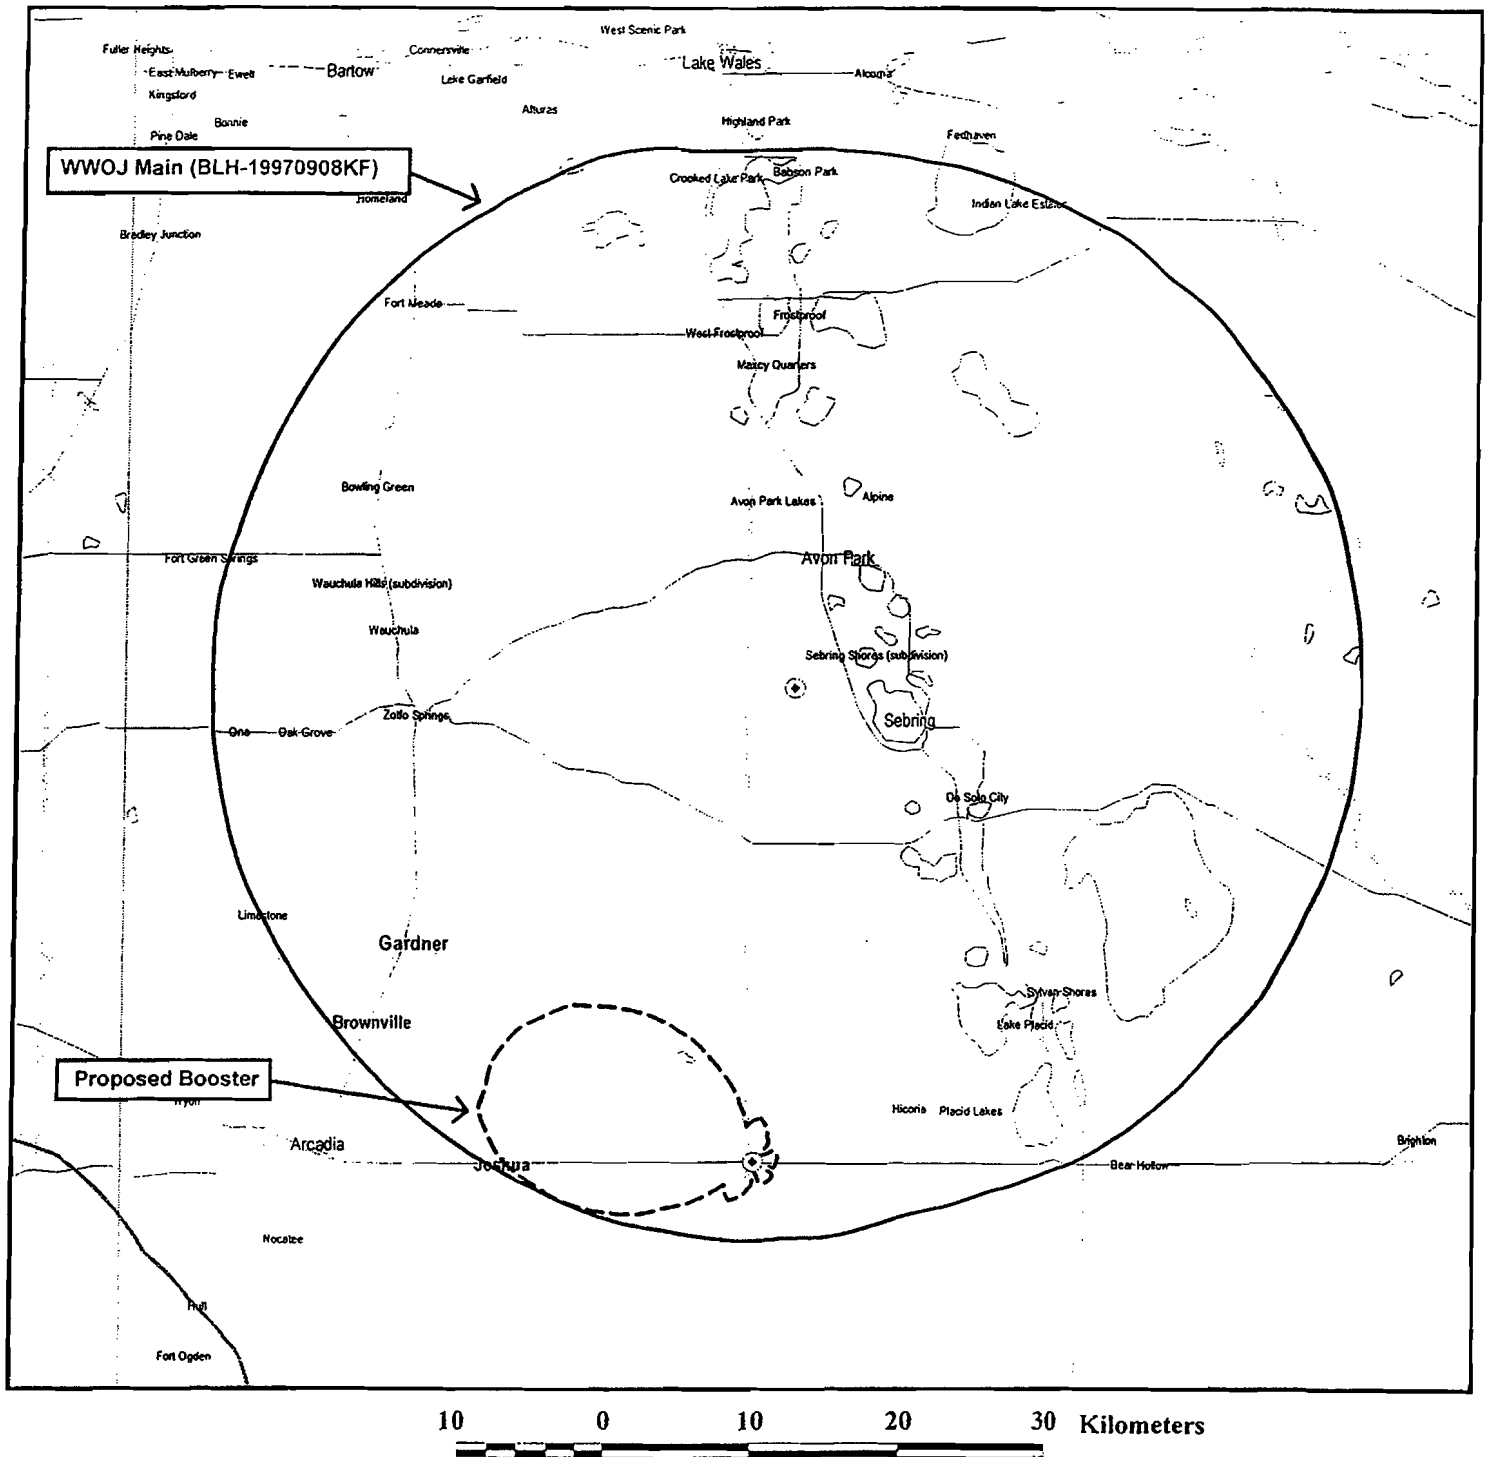 West Scenic Park
Fuller Heights
Connersville
Lake Wales
East Mulberry
Ewell
Bartow
Lake Garfield
Alcoma
Kingsford
Alturas
Bonnie
Highland Park
Pine Dale
Fedhaven
WWOJ Main (BLH-19970908KF)
Babson Park
Crooked Lake Park
Homeland
Indian Lake Estates
Bradley Junction
Fort Meade
Frostproof
West Frostproof
Maxcy Quarters
Bowling Green
Avon Park Lakes
Alpine
Fort Green Springs
Avon Park
Wauchula Hills (subdivision)
Wauchula
Sebring Shores (subdivision)
Zolfo Springs
Sebring
Ona
Oak Grove
De Soto City
Limestone
Gardner
Sylvan Shores
Brownville
Lake Placid
Proposed Booster
Hicoria
Placid Lakes
Arcadia
Brighton
Joshua
Bear Hollow
Nocatee
Hull
Fort Ogden
10 0 10 20 30 Kilometers